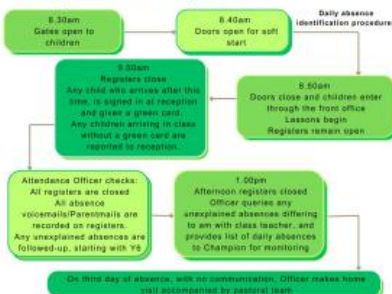 Daily absence
identification procedure
8.30am
Gates open to
children
8.40am
Doors open for soft
start
8.50am
Doors close and children enter
through the front office
Lessons begin
Registers remain open
Registers close
Any child who arrives after this
time, is signed in at reception
and given a green card.
Any children arriving in class
without a green card are
reported to reception.
Attendance Officer checks:
All registers are closed
All absence
voicemails/Parentmails are
recorded on registers.
Any unexplained absences are
followed-up, starting with Y6
1.00pm
Afternoon registers closed
Officer queries any
unexplained absences differing
to am with class teacher, and
provides list of daily absences
to Champion for monitoring
On third day of absence, with no communication, Officer makes home
visit accompanied by pastoral team